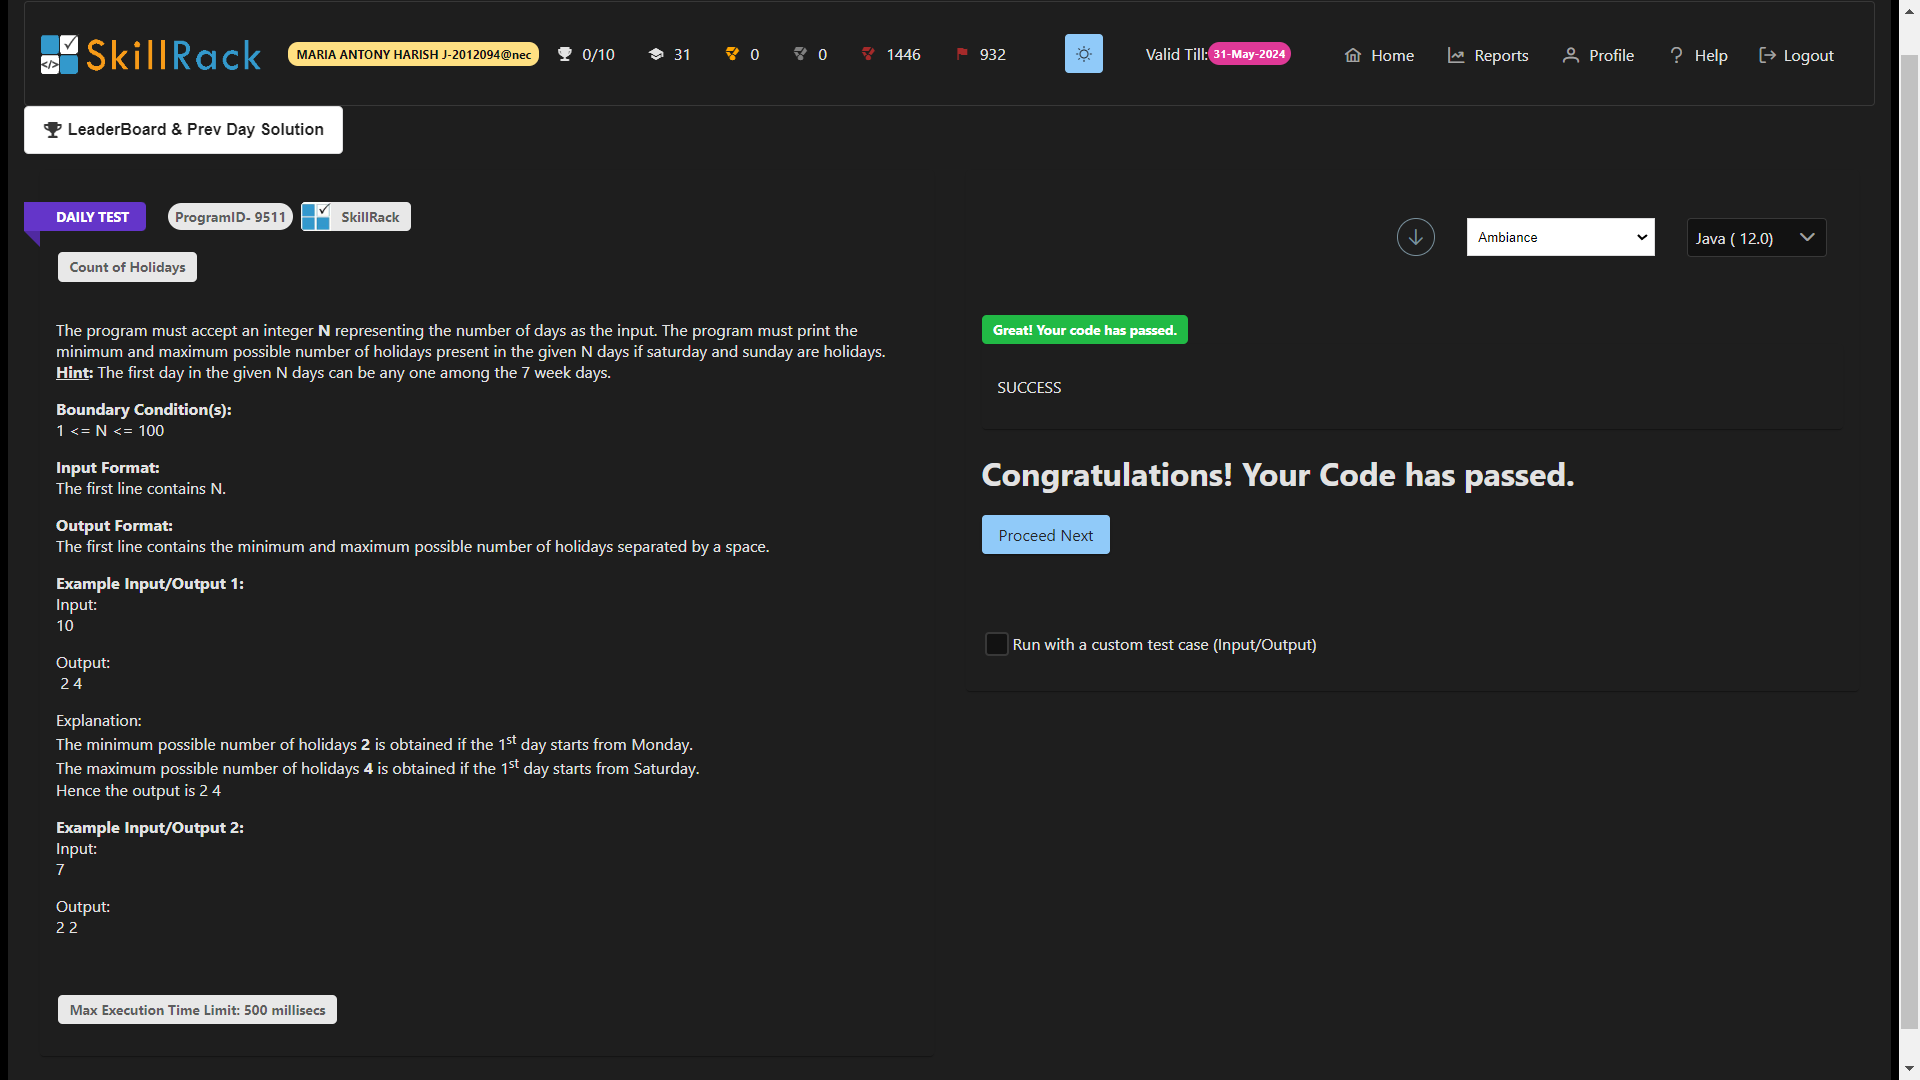 SkillRack
MARIA ANTONY HARISH J-2012094@nec
0/10
31
0
0
1446
932
Valid Till: 31-May-2024
Home
Reports
Profile
Help
Logout
LeaderBoard & Prev Day Solution
DAILY TEST
ProgramID- 9511
SkillRack
Ambiance
Java ( 12.0)
Count of Holidays
The program must accept an integer N representing the number of days as the input. The program must print the
minimum and maximum possible number of holidays present in the given N days if saturday and sunday are holidays.
Hint: The first day in the given N days can be any one among the 7 week days.
Boundary Condition(s):
1 <= N <= 100
Input Format:
The first line contains N.
Output Format:
The first line contains the minimum and maximum possible number of holidays separated by a space.
Example Input/Output 1:
Input:
10
Output:
2 4
Explanation:
The minimum possible number of holidays 2 is obtained if the 1st day starts from Monday.
The maximum possible number of holidays 4 is obtained if the 1st day starts from Saturday.
Hence the output is 2 4
Example Input/Output 2:
Input:
7
Output:
2 2
Max Execution Time Limit: 500 millisecs
Great! Your code has passed.
SUCCESS
Congratulations! Your Code has passed.
Proceed Next
Run with a custom test case (Input/Output)